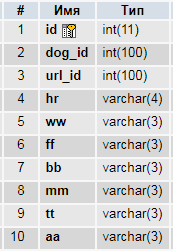 # Имя Тип
1 id int(11)
2 dog_id int(100)
3 url_id int(100)
4 hr varchar(4)
5 ww varchar(3)
6 ff varchar(3)
7 bb varchar(3)
8 mm varchar(3)
9 tt varchar(3)
10 aa varchar(3)